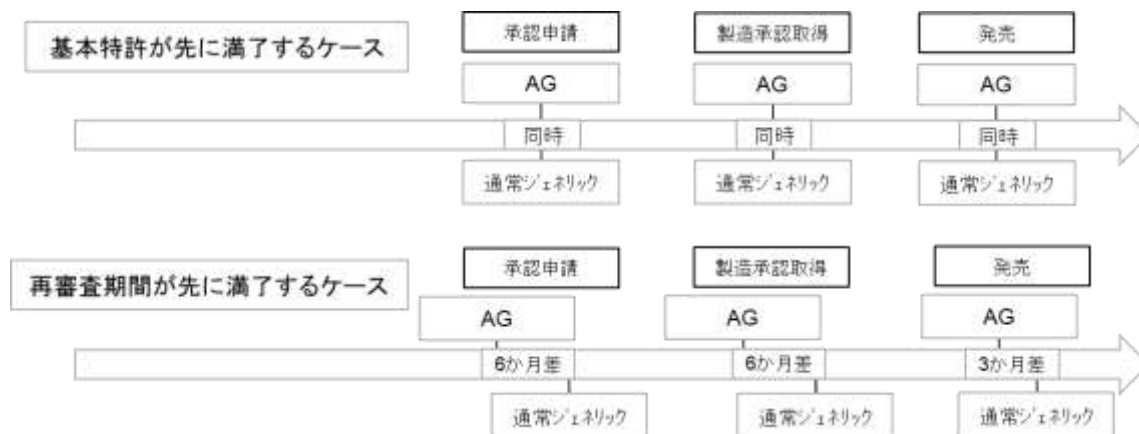 承認申請
製造承認取得
発売
基本特許が先に満了するケース
AG
AG
AG
同時
同時
同時
通常ジェネリック
通常ジェネリック
通常ジェネリック
承認申請
製造承認取得
発売
再審査期間が先に満了するケース
AG
AG
AG
6か月差
6か月差
3か月差
通常ジェネリック
通常ジェネリック
通常ジェネリック